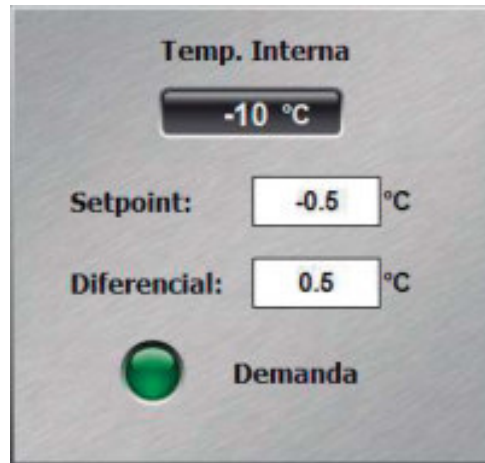 Temp. Interna
-10 °C
Setpoint: -0.5 °C
Diferencial: 0.5 °C
Demanda